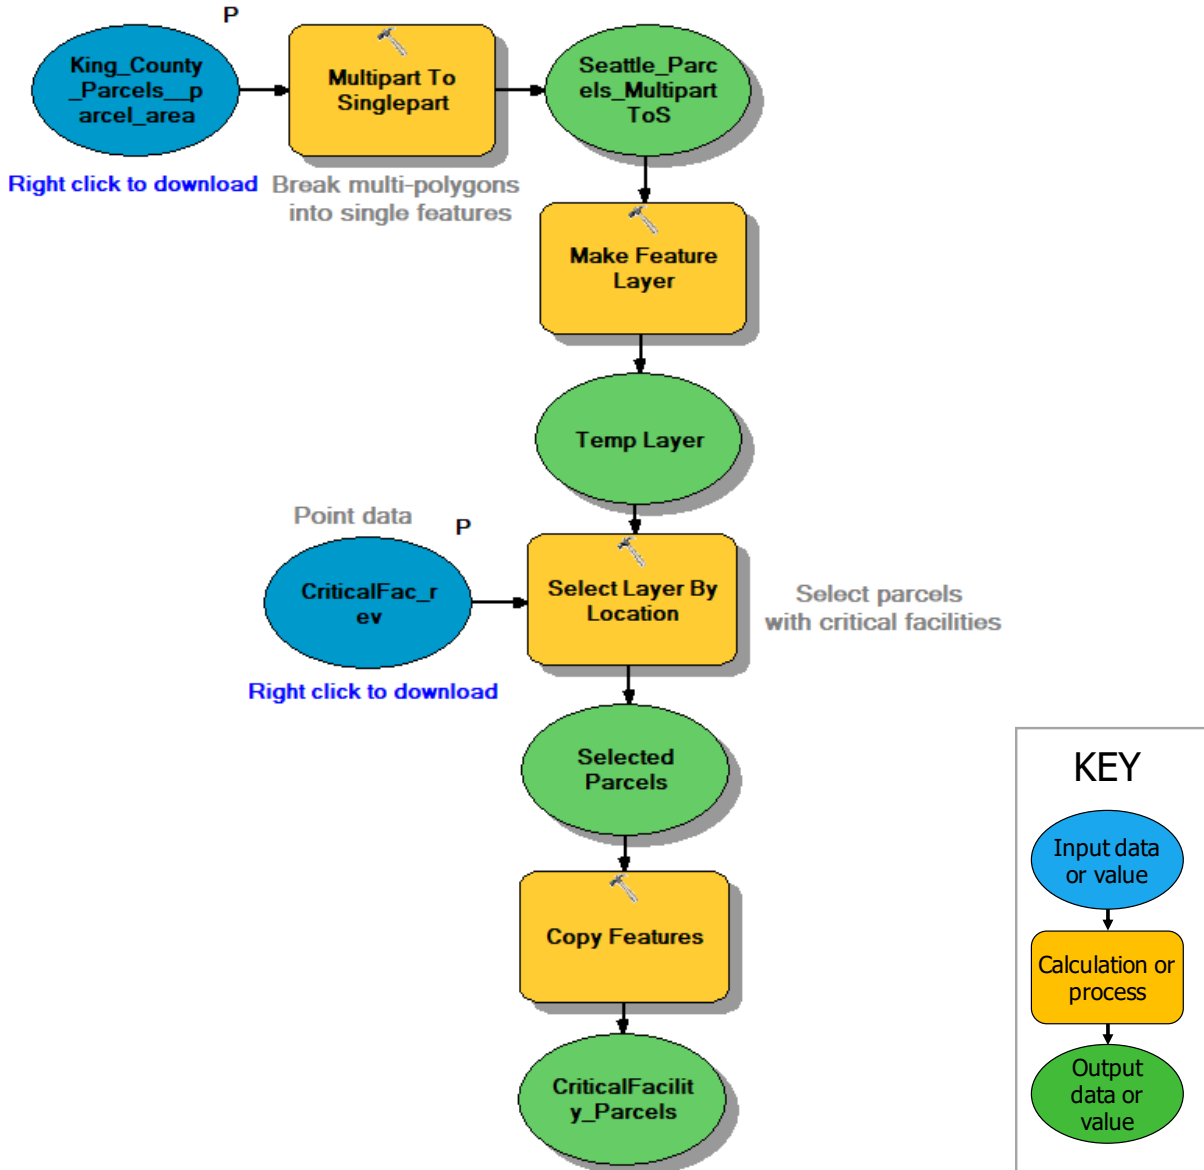 P
King_County
_Parcels__p
arcel_area
Multipart To
Singlepart
Seattle_Parc
els_Multipart
ToS
Right click to download
Break multi-polygons
into single features
Make Feature
Layer
Temp Layer
Point data
P
CriticalFac_r
ev
Select Layer By
Location
Select parcels
with critical facilities
Right click to download
Selected
Parcels
Copy Features
CriticalFacilit
y_Parcels
KEY
Input data
or value
Calculation or
process
Output
data or
value